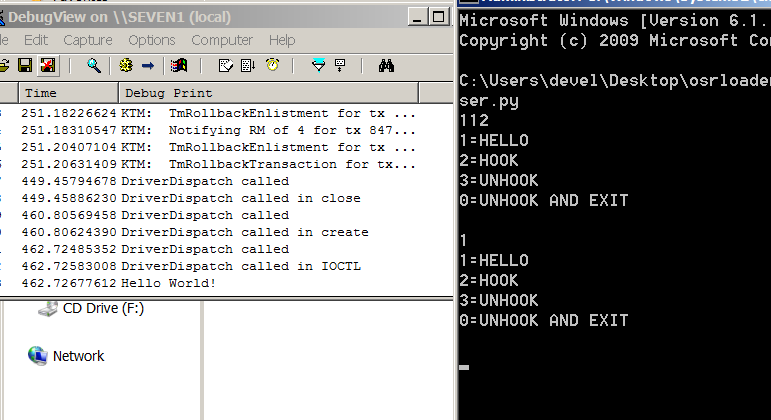 DebugView on \\SEVEN1 (local)
le Edit Capture Options Computer Help
Time Debug Print
251.18226624 KTM: TmRollbackEnlistment for tx ...
251.18310547 KTM: Notifying RM of 4 for tx 847...
251.20407104 KTM: TmRollbackEnlistment for tx ...
251.20631409 KTM: TmRollbackTransaction for tx...
449.45794678 DriverDispatch called
449.45886230 DriverDispatch called in close
460.80569458 DriverDispatch called
460.80624390 DriverDispatch called in create
462.72485352 DriverDispatch called
462.72583008 DriverDispatch called in IOCTL
462.72677612 Hello World!
CD Drive (F:)
Network
Microsoft Windows [Version 6.1.
Copyright (c) 2009 Microsoft Co
C:\Users\devel\Desktop\osrloade
ser.py
112
1=HELLO
2=HOOK
3=UNHOOK
0=UNHOOK AND EXIT
1
1=HELLO
2=HOOK
3=UNHOOK
0=UNHOOK AND EXIT